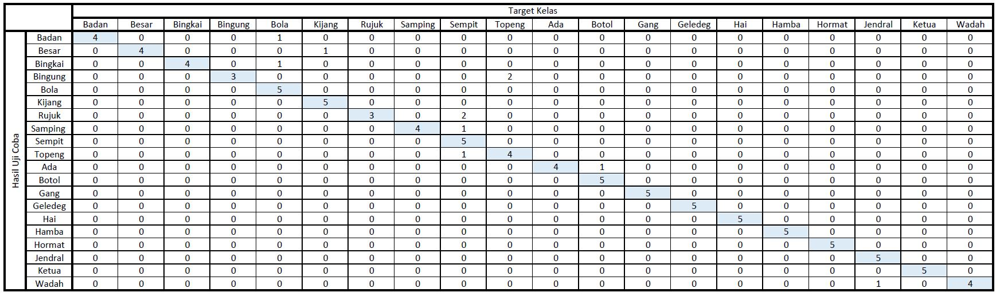 Target Kelas
Badan Besar Bingkai Bingung Bola Kijang Rujuk Samping Sempit Topeng Ada Botol Gang Geledeg Hai Hamba Hormat Jendral Ketua Wadah
Hasil Uji Coba
Badan 4 0 0 0 1 0 0 0 0 0 0 0 0 0 0 0 0 0 0 0
Besar 0 4 0 0 0 1 0 0 0 0 0 0 0 0 0 0 0 0 0 0
Bingkai 0 0 4 0 1 0 0 0 0 0 0 0 0 0 0 0 0 0 0 0
Bingung 0 0 0 3 0 0 0 0 0 2 0 0 0 0 0 0 0 0 0 0
Bola 0 0 0 0 5 0 0 0 0 0 0 0 0 0 0 0 0 0 0 0
Kijang 0 0 0 0 0 5 0 0 0 0 0 0 0 0 0 0 0 0 0 0
Rujuk 0 0 0 0 0 0 3 0 2 0 0 0 0 0 0 0 0 0 0 0
Samping 0 0 0 0 0 0 0 4 1 0 0 0 0 0 0 0 0 0 0 0
Sempit 0 0 0 0 0 0 0 0 5 0 0 0 0 0 0 0 0 0 0 0
Topeng 0 0 0 0 0 0 0 0 1 4 0 0 0 0 0 0 0 0 0 0
Ada 0 0 0 0 0 0 0 0 0 0 4 1 0 0 0 0 0 0 0 0
Botol 0 0 0 0 0 0 0 0 0 0 0 5 0 0 0 0 0 0 0 0
Gang 0 0 0 0 0 0 0 0 0 0 0 0 5 0 0 0 0 0 0 0
Geledeg 0 0 0 0 0 0 0 0 0 0 0 0 0 5 0 0 0 0 0 0
Hai 0 0 0 0 0 0 0 0 0 0 0 0 0 0 5 0 0 0 0 0
Hamba 0 0 0 0 0 0 0 0 0 0 0 0 0 0 0 5 0 0 0 0
Hormat 0 0 0 0 0 0 0 0 0 0 0 0 0 0 0 0 5 0 0 0
Jendral 0 0 0 0 0 0 0 0 0 0 0 0 0 0 0 0 0 5 0 0
Ketua 0 0 0 0 0 0 0 0 0 0 0 0 0 0 0 0 0 0 5 0
Wadah 0 0 0 0 0 0 0 0 0 0 0 0 0 0 0 0 0 1 0 4